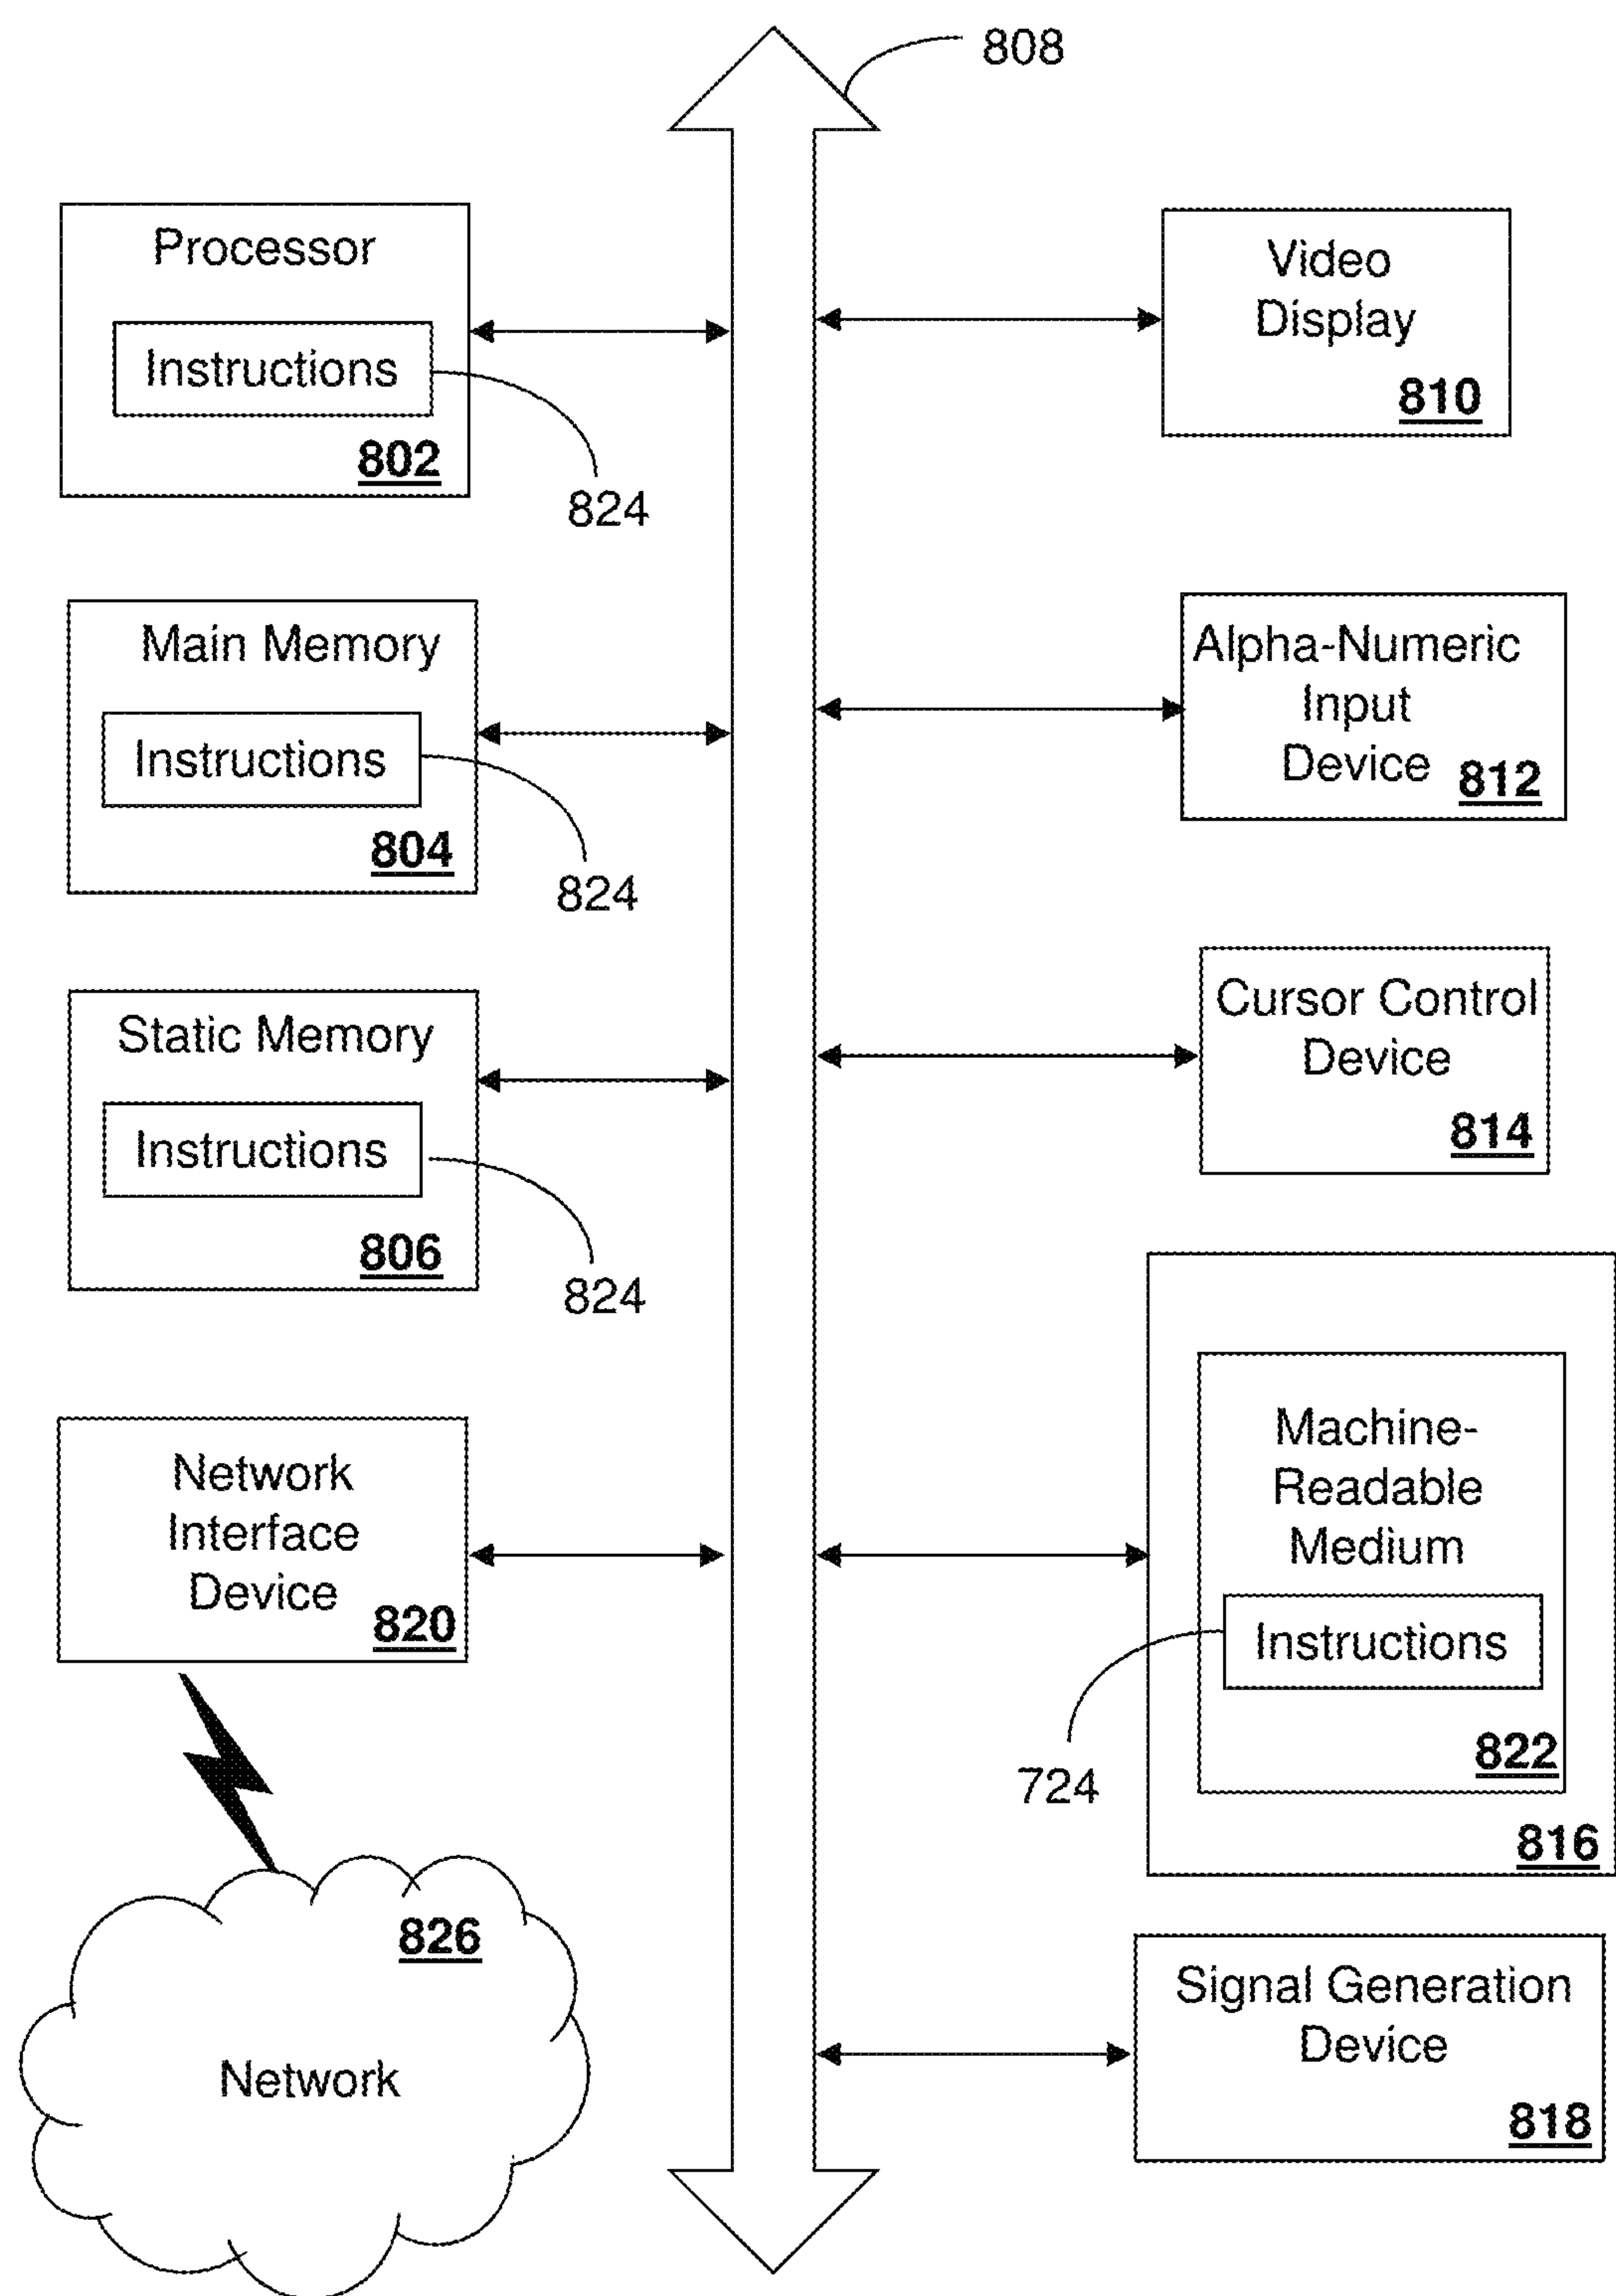 808
Processor
Instructions
802
824
Main Memory
Instructions
804
824
Static Memory
Instructions
806
824
Network
Interface
Device
820
826
Network
Video
Display
810
Alpha-Numeric
Input
Device
812
Cursor Control
Device
814
Machine-
Readable
Medium
Instructions
822
724
816
Signal Generation
Device
818